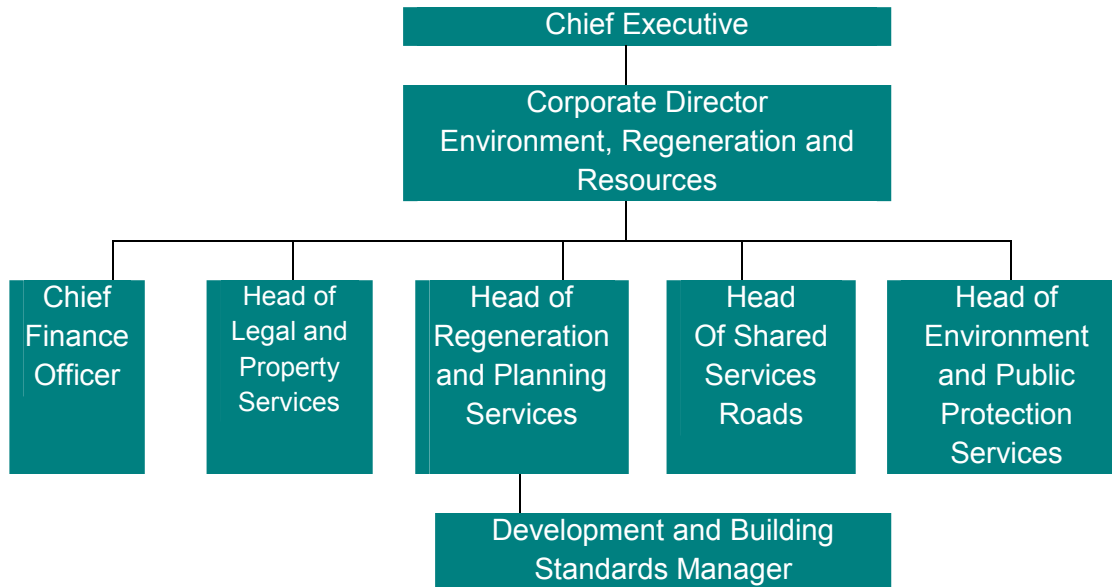 Chief Executive
Corporate Director
Environment, Regeneration and
Resources
Chief
Finance
Officer
Head of
Legal and
Property
Services
Head of
Regeneration
and Planning
Services
Head
Of Shared
Services
Roads
Head of
Environment
and Public
Protection
Services
Development and Building
Standards Manager